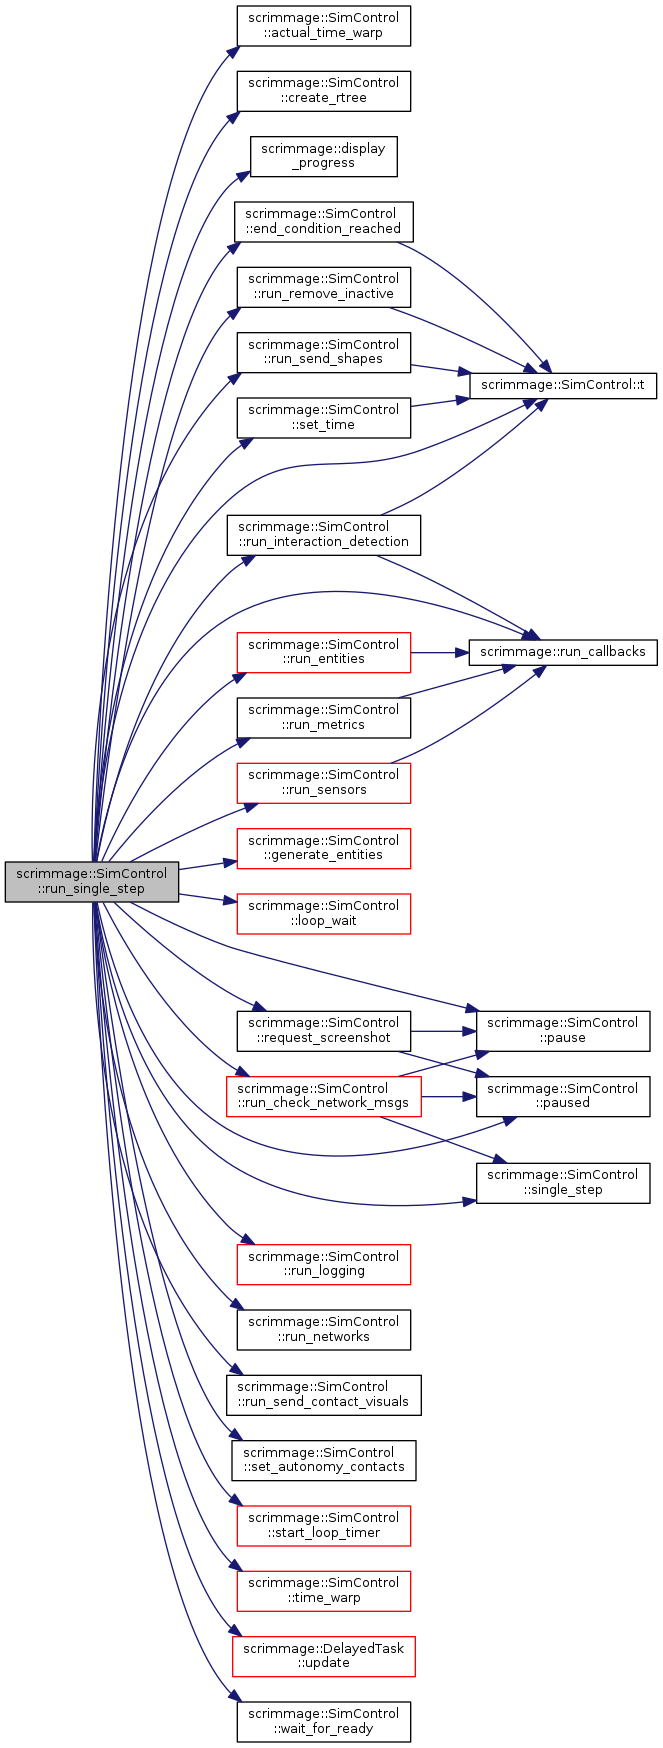 scrimmage::SimControl
::actual_time_warp
scrimmage::SimControl
::create_rtree
scrimmage::display
_progress
scrimmage::SimControl
::end_condition_reached
scrimmage::SimControl
::run_remove_inactive
scrimmage::SimControl
::run_send_shapes
scrimmage::SimControl::t
scrimmage::SimControl
::set_time
scrimmage::SimControl
::run_interaction_detection
scrimmage::SimControl
::run_entities
scrimmage::run_callbacks
scrimmage::SimControl
::run_metrics
scrimmage::SimControl
::run_sensors
scrimmage::SimControl
::generate_entities
scrimmage::SimControl
::run_single_step
scrimmage::SimControl
::loop_wait
scrimmage::SimControl
::request_screenshot
scrimmage::SimControl
::pause
scrimmage::SimControl
::run_check_network_msgs
scrimmage::SimControl
::paused
scrimmage::SimControl
::single_step
scrimmage::SimControl
::run_logging
scrimmage::SimControl
::run_networks
scrimmage::SimControl
::run_send_contact_visuals
scrimmage::SimControl
::set_autonomy_contacts
scrimmage::SimControl
::start_loop_timer
scrimmage::SimControl
::time_warp
scrimmage::DelayedTask
::update
scrimmage::SimControl
::wait_for_ready